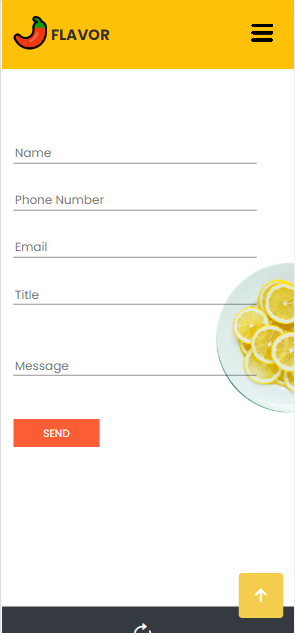 FLAVOR
Name
Phone Number
Email
Title
Message
SEND